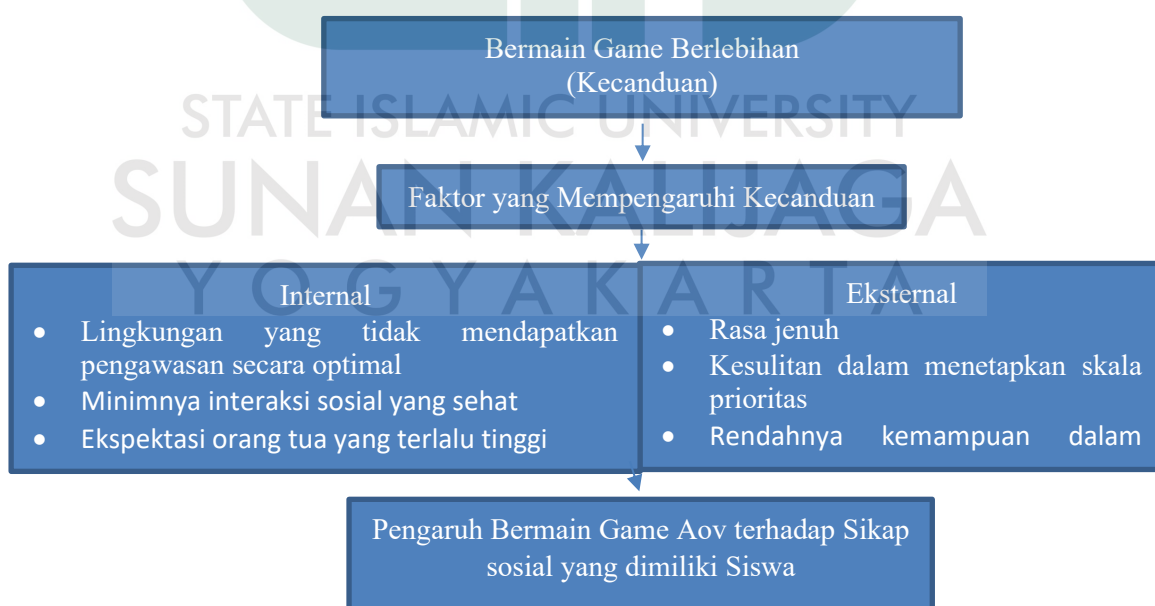 Bermain Game Berlebihan
(Kecanduan)
STATE ISLAMIC UNIVERSITY
SUNAN KALIJAGA
YOGYAKARTA
Faktor yang Mempengaruhi Kecanduan
Internal
• Lingkungan yang tidak mendapatkan
pengawasan secara optimal
• Minimnya interaksi sosial yang sehat
• Ekspektasi orang tua yang terlalu tinggi
Eksternal
• Rasa jenuh
• Kesulitan dalam menetapkan skala
prioritas
• Rendahnya kemampuan dalam
Pengaruh Bermain Game Aov terhadap Sikap
sosial yang dimiliki Siswa